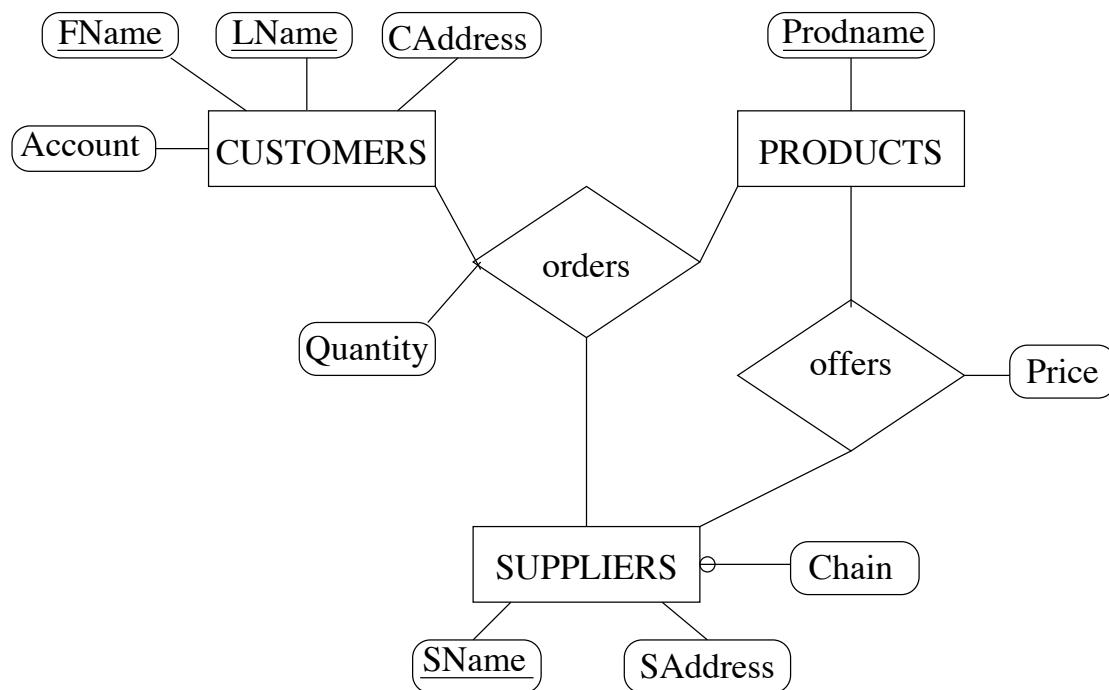 FName
LName
CAddress
Prodname
Account
CUSTOMERS
PRODUCTS
orders
Quantity
offers
Price
SUPPLIERS
Chain
SName
SAddress